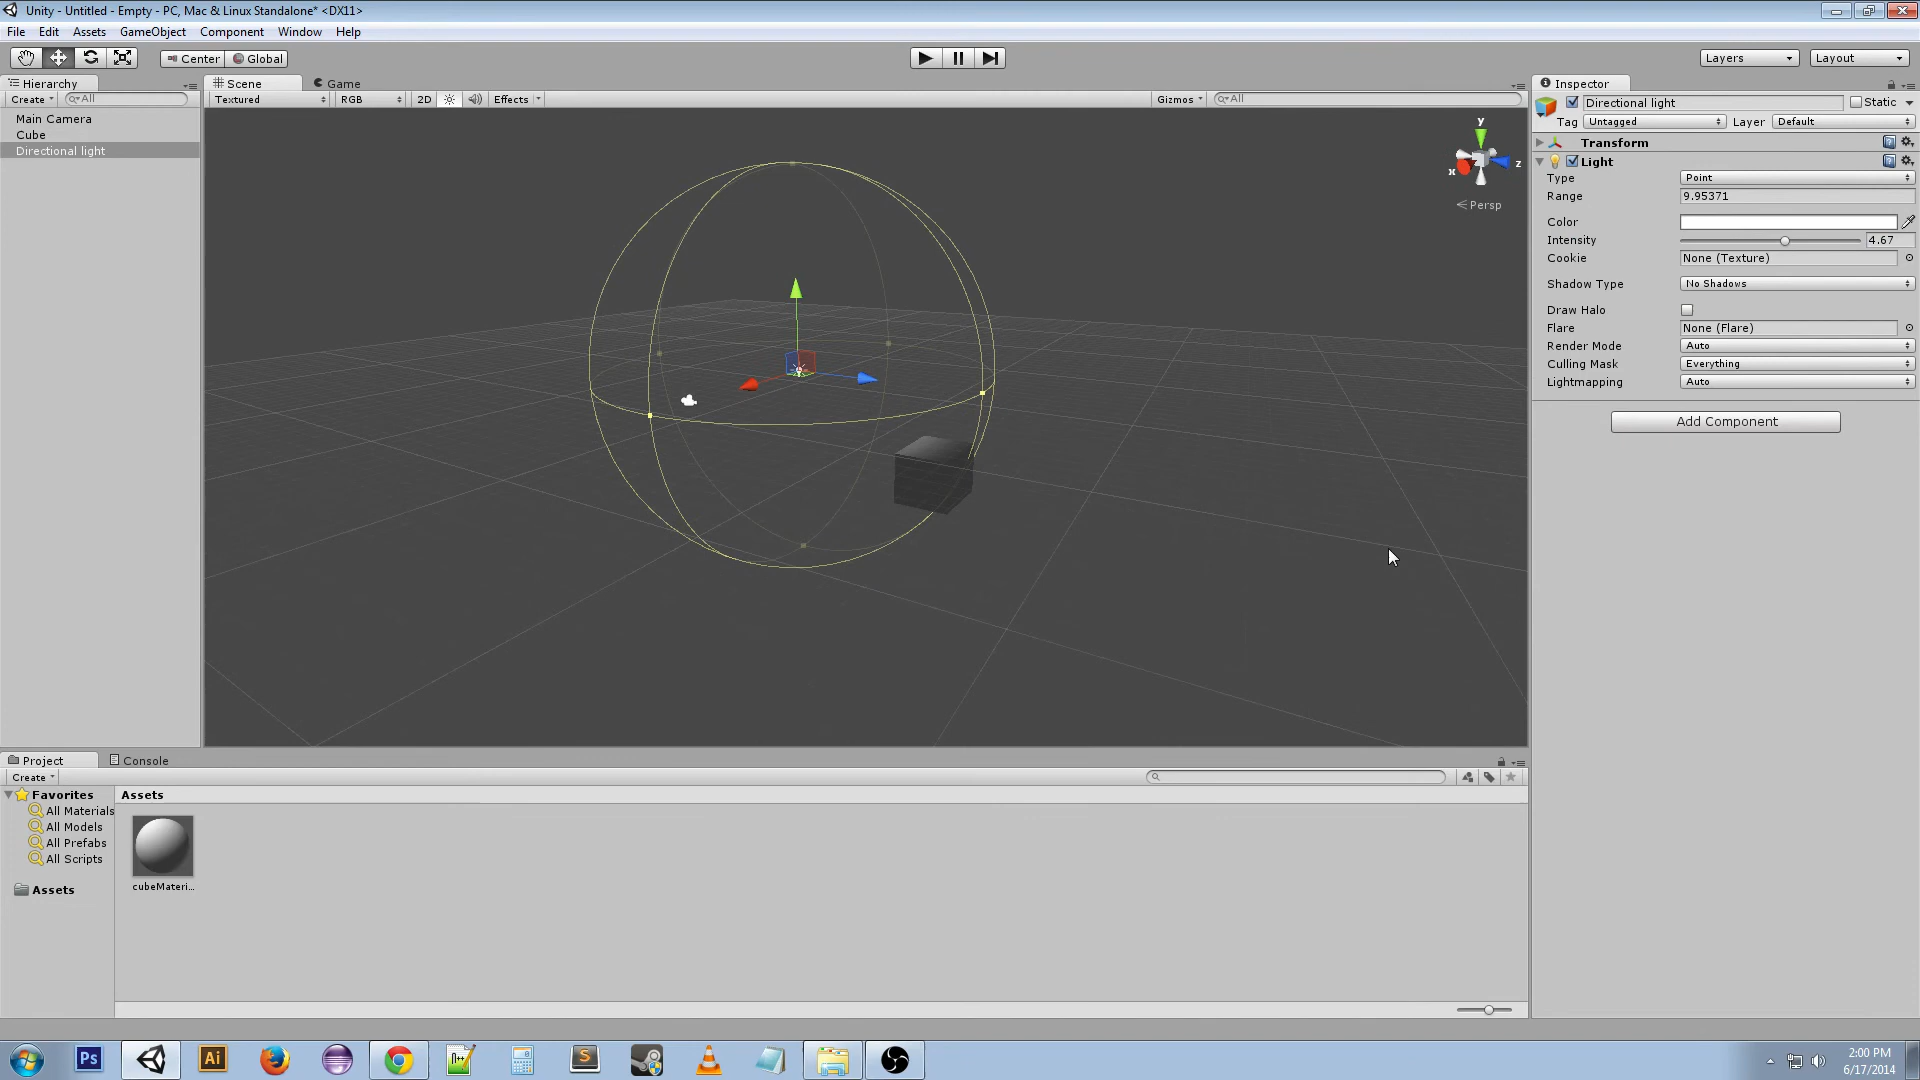 Unity - Untitled - Empty - PC, Mac & Linux Standalone* <DX11>
File Edit Assets GameObject Component Window Help
Center Global Layers Layout
Hierarchy
Create All
Main Camera
Cube
Directional light
Scene Game
Textured RGB 2D Effects Gizmos All
y
x z
Persp
Inspector
Directional light Static
Tag Untagged Layer Default
Transform
Light
Type Point
Range 9.95371
Color
Intensity 4.67
Cookie None (Texture)
Shadow Type No Shadows
Draw Halo
Flare None (Flare)
Render Mode Auto
Culling Mask Everything
Lightmapping Auto
Add Component
Project Console
Create
Favorites
All Materials
All Models
All Prefabs
All Scripts
Assets
Assets
cubeMateri...
Ps Ai S
2:00 PM
6/17/2014